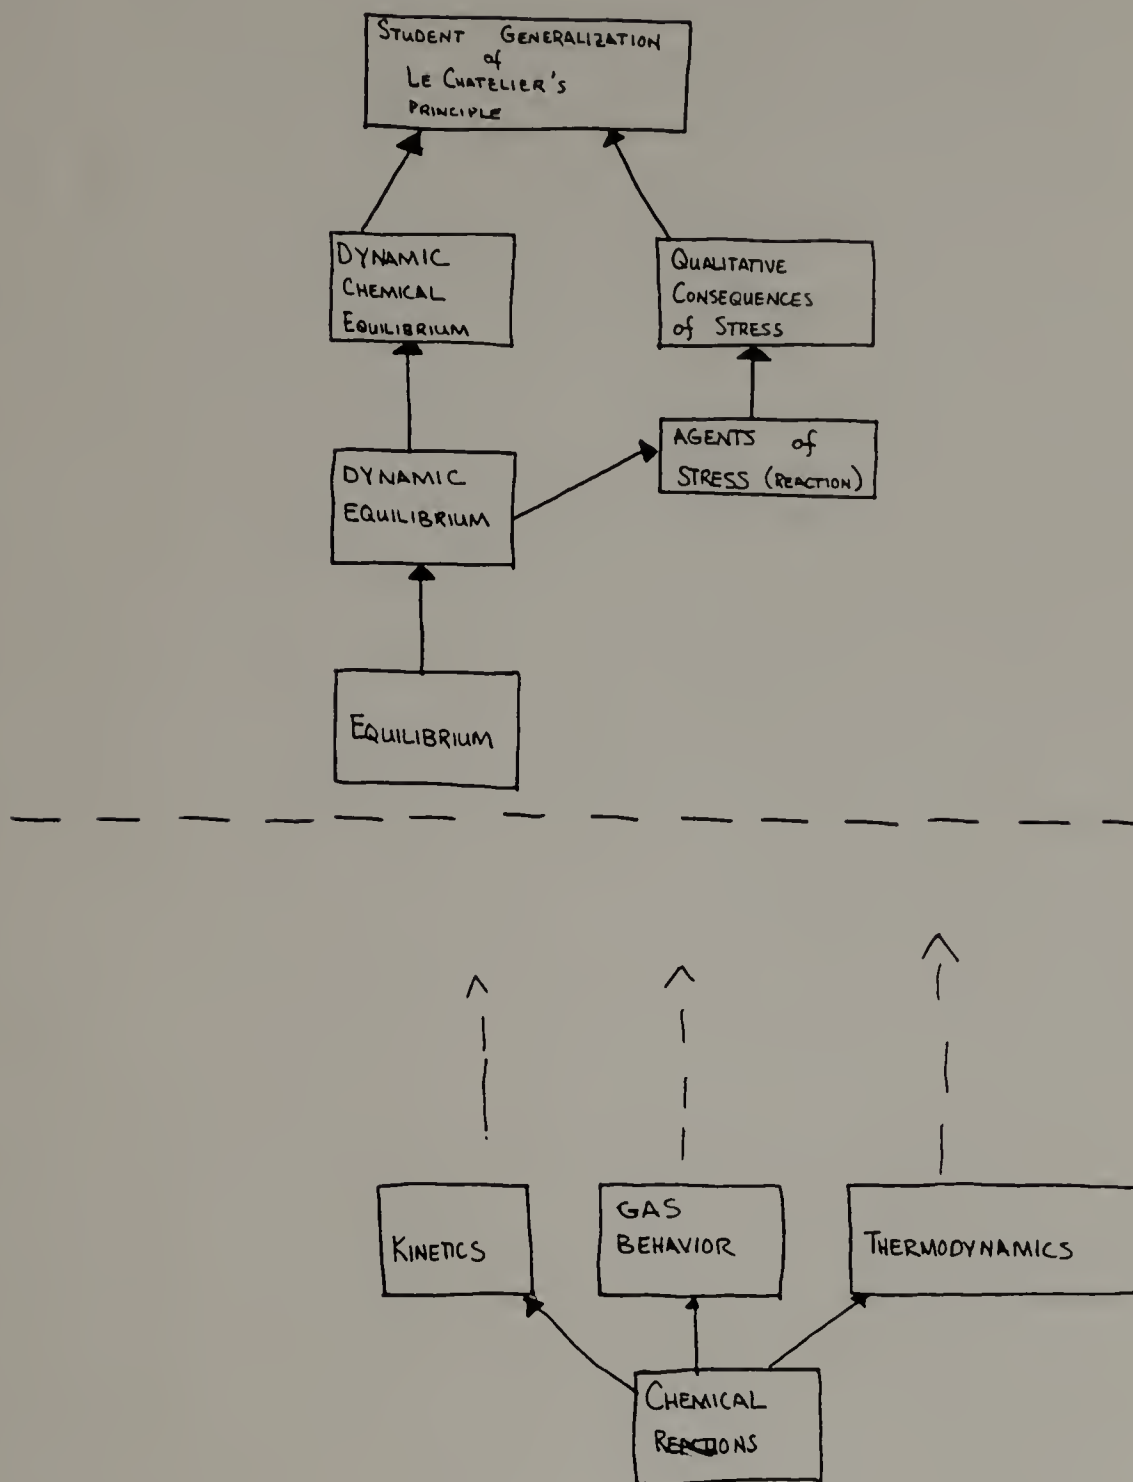 STUDENT GENERALIZATION
of
LE CHATELIER'S
PRINCIPLE
DYNAMIC
CHEMICAL
EQUILIBRIUM
QUALITATIVE
CONSEQUENCES
of STRESS
AGENTS of
STRESS (REACTION)
DYNAMIC
EQUILIBRIUM
EQUILIBRIUM
KINETICS
GAS
BEHAVIOR
THERMODYNAMICS
CHEMICAL
REACTIONS